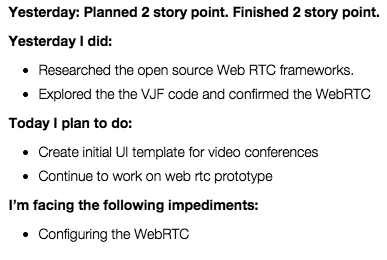 Yesterday: Planned 2 story point. Finished 2 story point.
Yesterday I did:
• Researched the open source Web RTC frameworks.
• Explored the the VJF code and confirmed the WebRTC
Today I plan to do:
• Create initial UI template for video conferences
• Continue to work on web rtc prototype
I'm facing the following impediments:
• Configuring the WebRTC